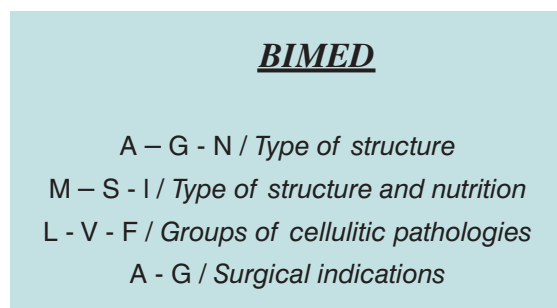 BIMED
A – G - N / Type of structure
M – S - I / Type of structure and nutrition
L - V - F / Groups of cellulitic pathologies
A - G / Surgical indications